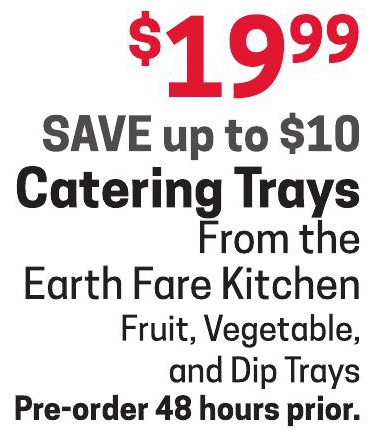 $19.99
SAVE up to $10
Catering Trays
From the
Earth Fare Kitchen
Fruit, Vegetable,
and Dip Trays
Pre-order 48 hours prior.